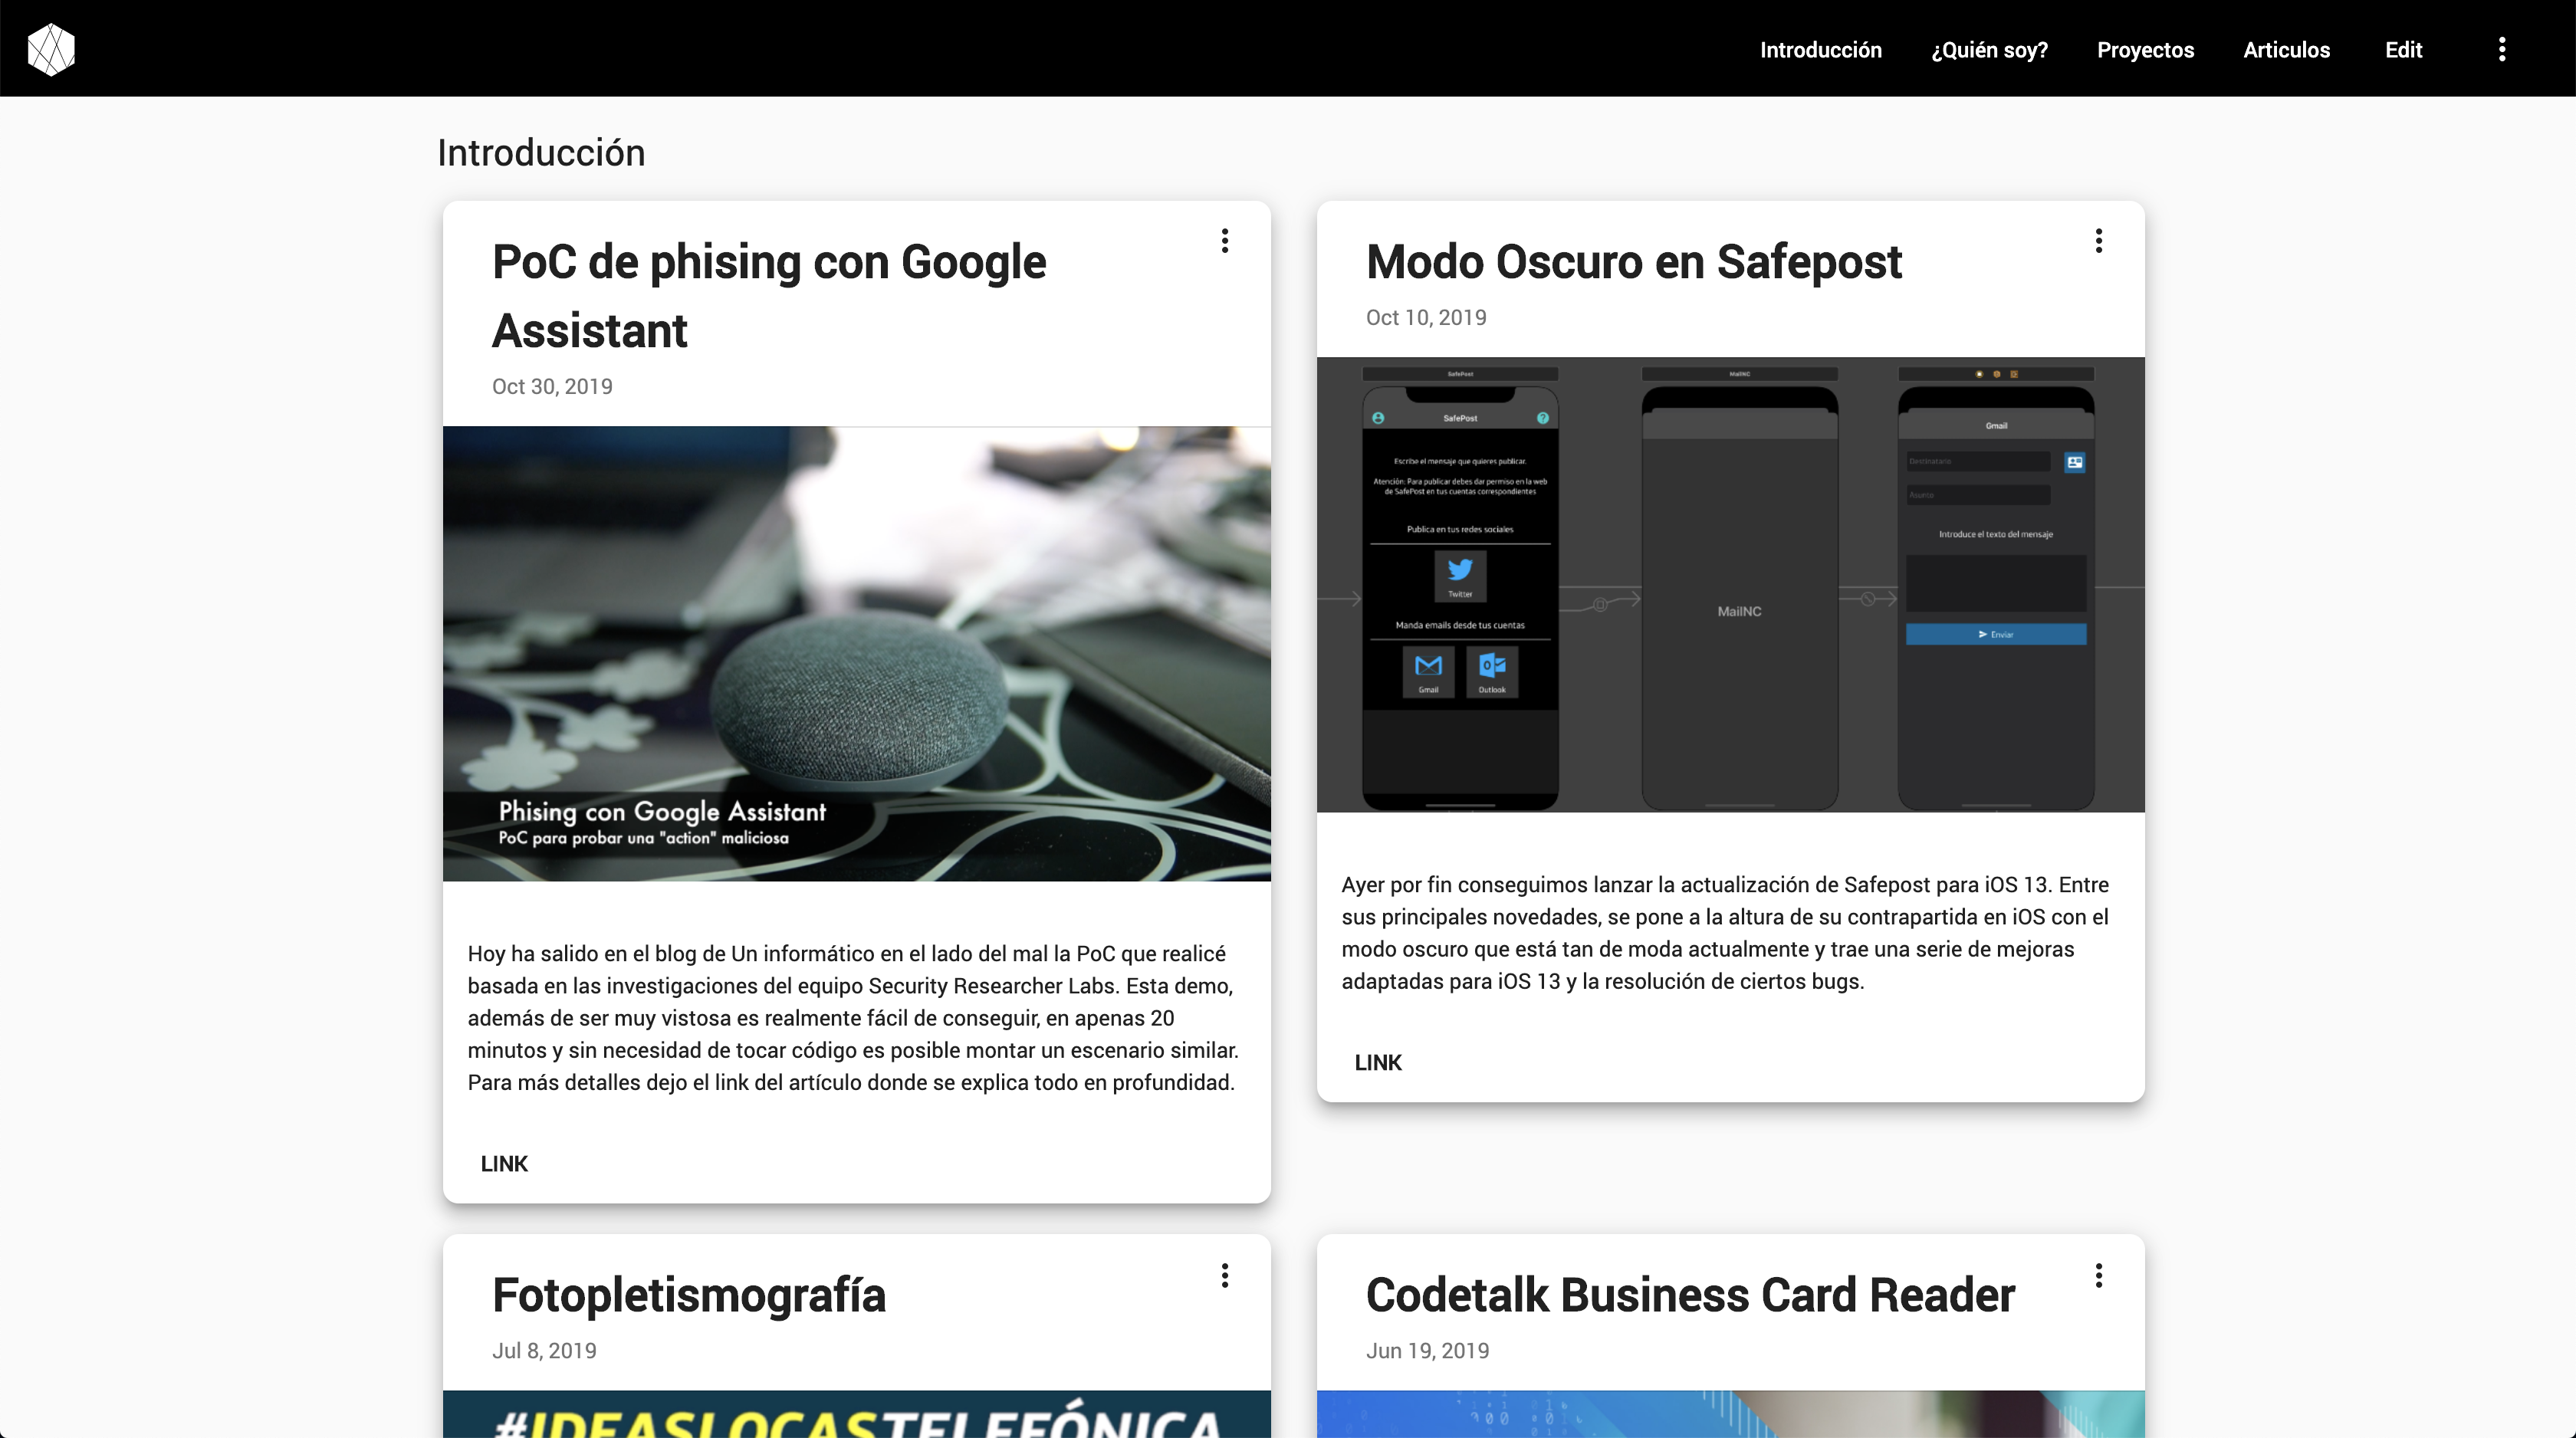 Introducción
¿Quién soy?
Proyectos
Articulos
Edit
Introducción
PoC de phising con Google
Assistant
Oct 30, 2019
Phising con Google Assistant
PoC para probar una "action" maliciosa
Hoy ha salido en el blog de Un informático en el lado del mal la PoC que realicé
basada en las investigaciones del equipo Security Researcher Labs. Esta demo,
además de ser muy vistosa es realmente fácil de conseguir, en apenas 20
minutos y sin necesidad de tocar código es posible montar un escenario similar.
Para más detalles dejo el link del artículo donde se explica todo en profundidad.
LINK
Modo Oscuro en Safepost
Oct 10, 2019
SafePost
MailNC
SafePost
Escribe el mensaje que quieres publicar.
Atención: Para publicar debes dar permiso en la web
de SafePost en tus cuentas correspondientes
Publica en tus redes sociales
Twitter
Manda emails desde tus cuentas
Gmail
Outlook
MailNC
Gmail
Destinatario
Asunto
Introduce el texto del mensaje
Enviar
Ayer por fin conseguimos lanzar la actualización de Safepost para iOS 13. Entre
sus principales novedades, se pone a la altura de su contrapartida en iOS con el
modo oscuro que está tan de moda actualmente y trae una serie de mejoras
adaptadas para iOS 13 y la resolución de ciertos bugs.
LINK
Fotopletismografía
Jul 8, 2019
#IDEASLOCASTELEFÓNICA
Codetalk Business Card Reader
Jun 19, 2019